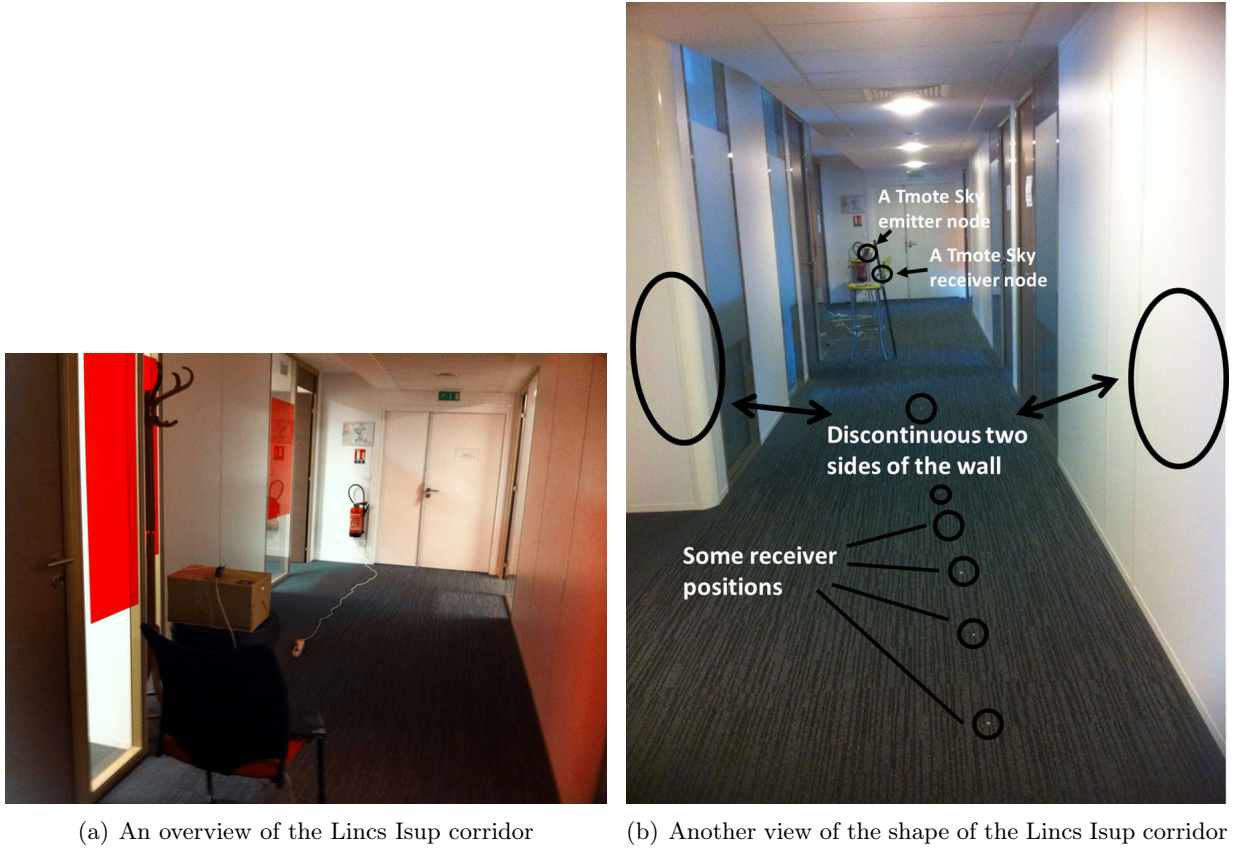 A Tmote Sky
emitter node
A Tmote Sky
receiver node
Discontinuous two
sides of the wall
Some receiver
positions
(a) An overview of the Lincs Isup corridor
(b) Another view of the shape of the Lincs Isup corridor